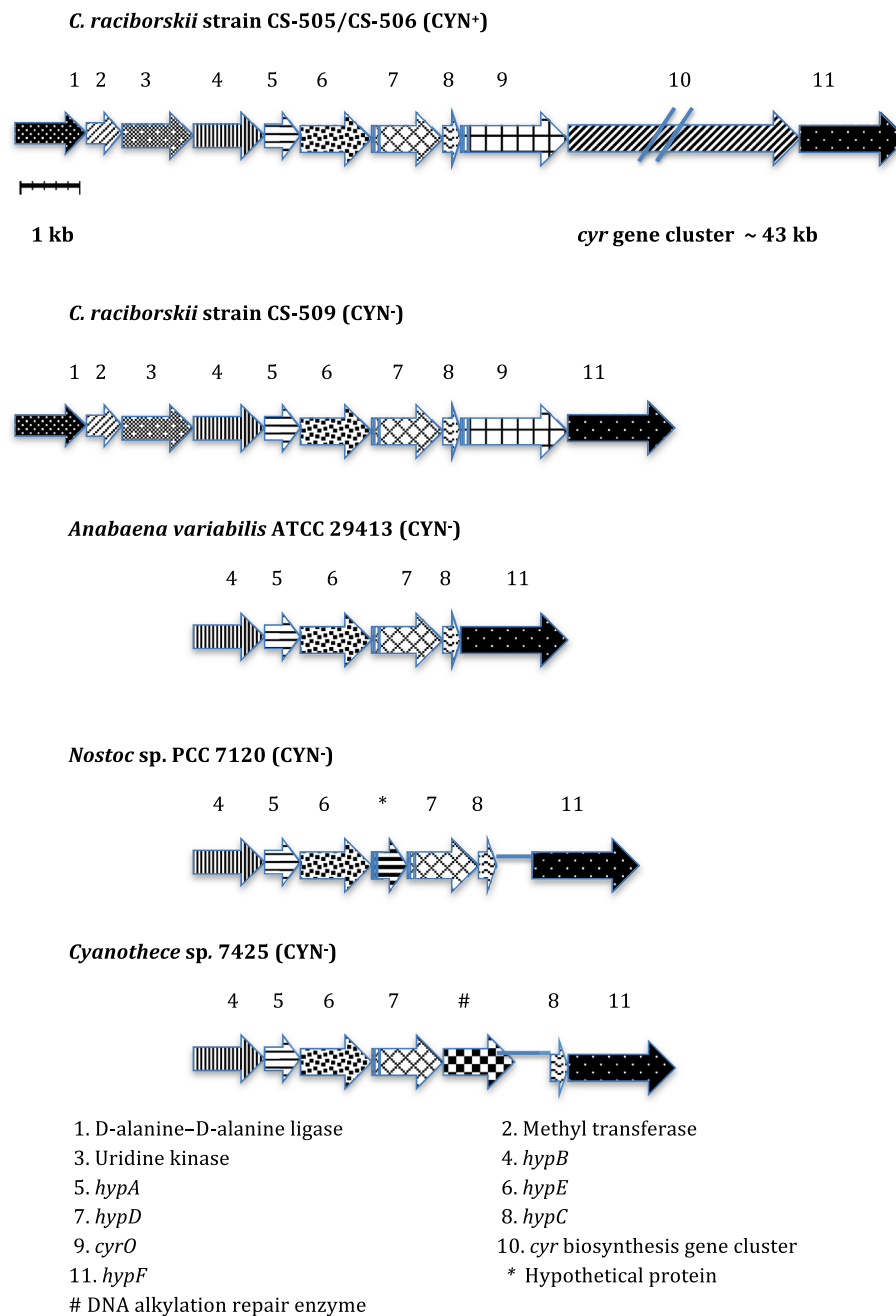 C. raciborskii strain CS-505/CS-506 (CYN⁺)
1 2 3 4 5 6 7 8 9 10 11
1 kb cyr gene cluster ~ 43 kb
C. raciborskii strain CS-509 (CYN⁻)
1 2 3 4 5 6 7 8 9 11
Anabaena variabilis ATCC 29413 (CYN⁻)
4 5 6 7 8 11
Nostoc sp. PCC 7120 (CYN⁻)
4 5 6 * 7 8 11
Cyanothece sp. 7425 (CYN⁻)
4 5 6 7 # 8 11
1. D-alanine–D-alanine ligase 2. Methyl transferase
3. Uridine kinase 4. hypB
5. hypA 6. hypE
7. hypD 8. hypC
9. cyrO 10. cyr biosynthesis gene cluster
11. hypF * Hypothetical protein
# DNA alkylation repair enzyme